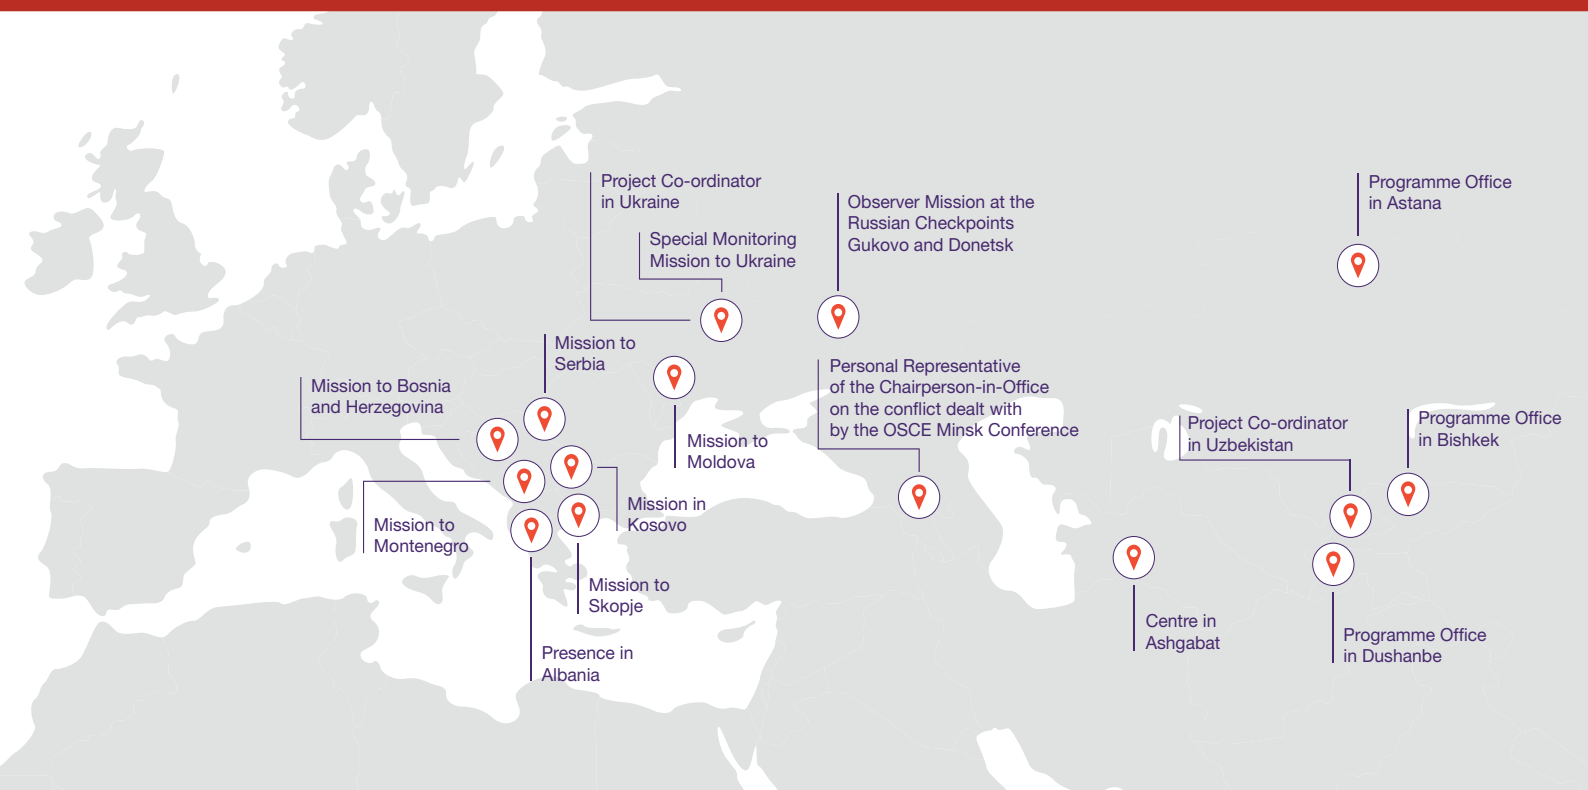 Project Co-ordinator
in Ukraine
Special Monitoring
Mission to Ukraine
Observer Mission at the
Russian Checkpoints
Gukovo and Donetsk
Programme Office
in Astana
Mission to
Serbia
Mission to Bosnia
and Herzegovina
Personal Representative
of the Chairperson-in-Office
on the conflict dealt with
by the OSCE Minsk Conference
Project Co-ordinator
in Uzbekistan
Programme Office
in Bishkek
Mission to
Moldova
Mission in
Kosovo
Mission to
Montenegro
Mission to
Skopje
Presence in
Albania
Centre in
Ashgabat
Programme Office
in Dushanbe